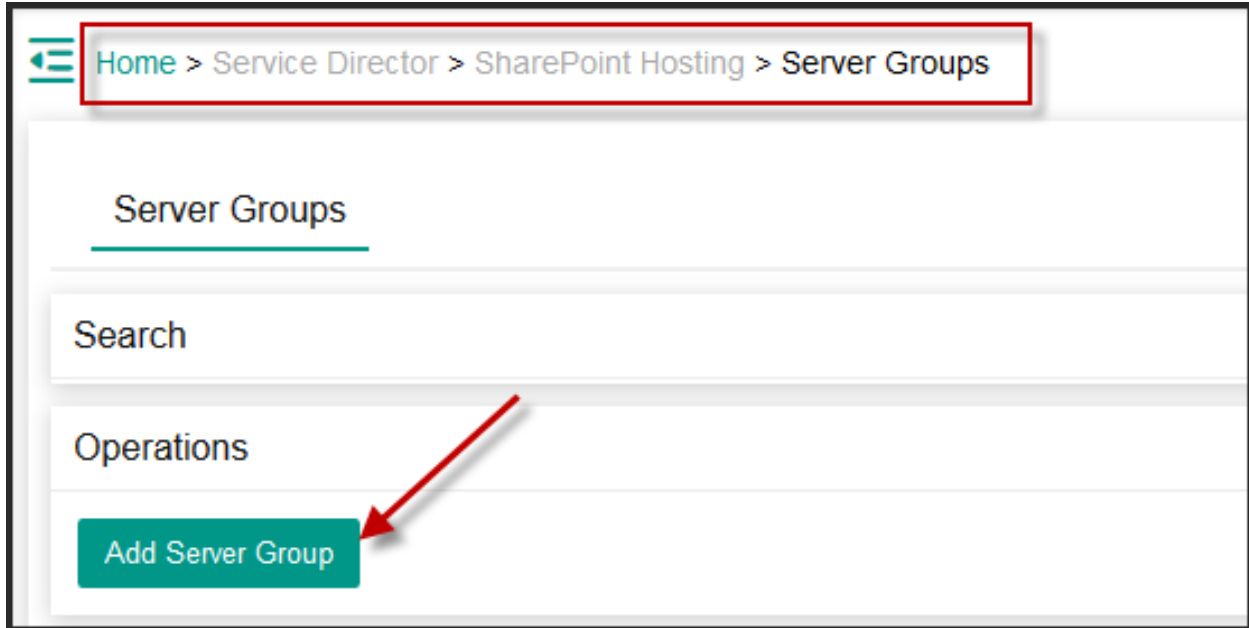 Home > Service Director > SharePoint Hosting > Server Groups
Server Groups
Search
Operations
Add Server Group